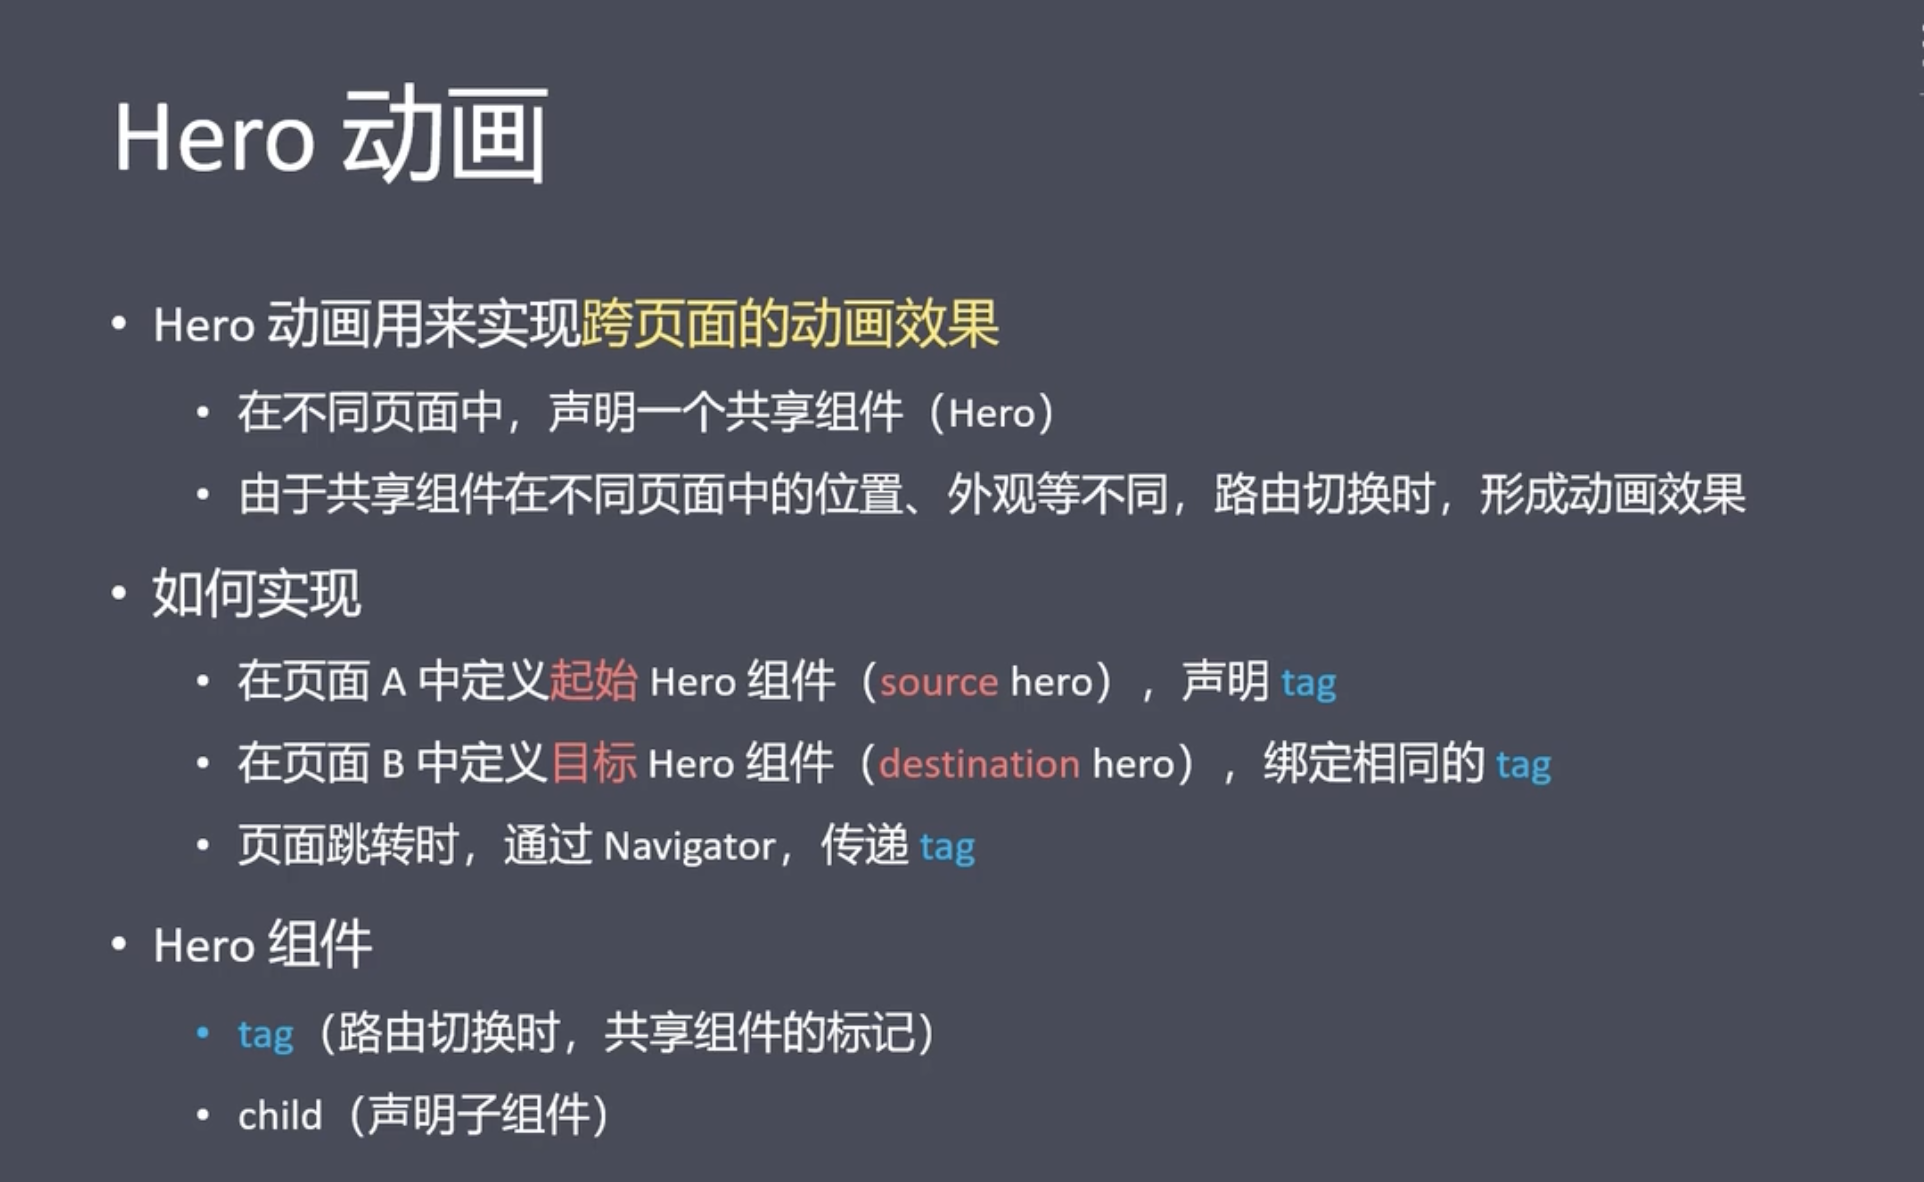 Hero 动画
• Hero 动画用来实现跨页面的动画效果
• 在不同页面中，声明一个共享组件（Hero）
• 由于共享组件在不同页面中的位置、外观等不同，路由切换时，形成动画效果
• 如何实现
• 在页面 A 中定义起始 Hero 组件（source hero），声明 tag
• 在页面 B 中定义目标 Hero 组件（destination hero），绑定相同的 tag
• 页面跳转时，通过 Navigator，传递 tag
• Hero 组件
• tag（路由切换时，共享组件的标记）
• child（声明子组件）